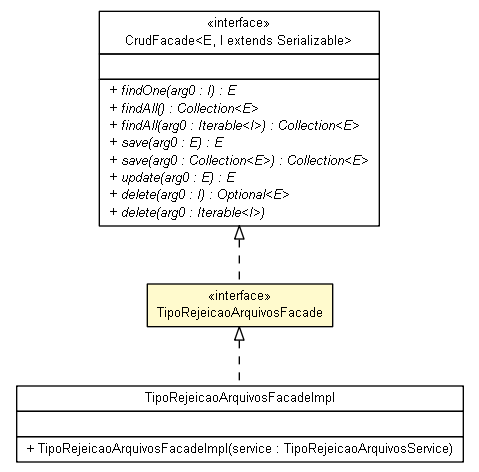 «interface»
CrudFacade<E, I extends Serializable>
+ findOne(arg0 : I) : E
+ findAll() : Collection<E>
+ findAll(arg0 : Iterable<I>) : Collection<E>
+ save(arg0 : E) : E
+ save(arg0 : Collection<E>) : Collection<E>
+ update(arg0 : E) : E
+ delete(arg0 : I) : Optional<E>
+ delete(arg0 : Iterable<I>)
«interface»
TipoRejeicaoArquivosFacade
TipoRejeicaoArquivosFacadeImpl
+ TipoRejeicaoArquivosFacadeImpl(service : TipoRejeicaoArquivosService)